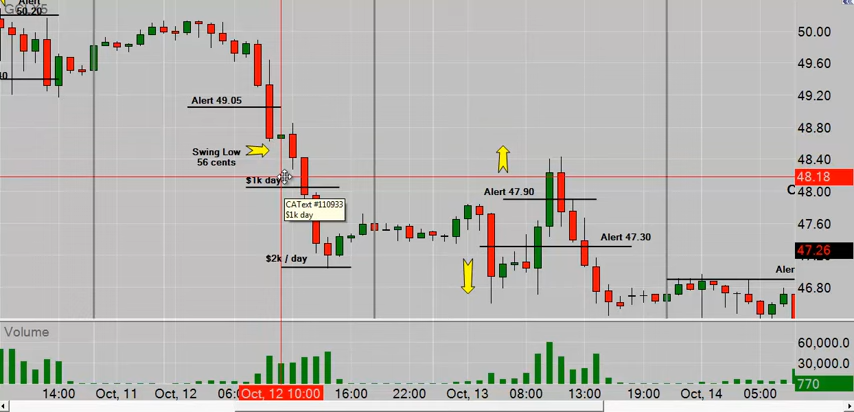 Alert
50.20
50.00
49.60
49.20
Alert 49.05
48.80
Swing Low
56 cents
48.40
$1k day
48.18
48.00
CAText #110933
$1k day
Alert 47.90
47.60
Alert 47.30
47.26
$2k / day
Aler
46.80
Volume
60,000.0
30,000.0
770
14:00 Oct, 11 Oct, 12 06:0 Oct, 12 10:00 16:00 22:00 Oct, 13 08:00 13:00 19:00 Oct, 14 05:00